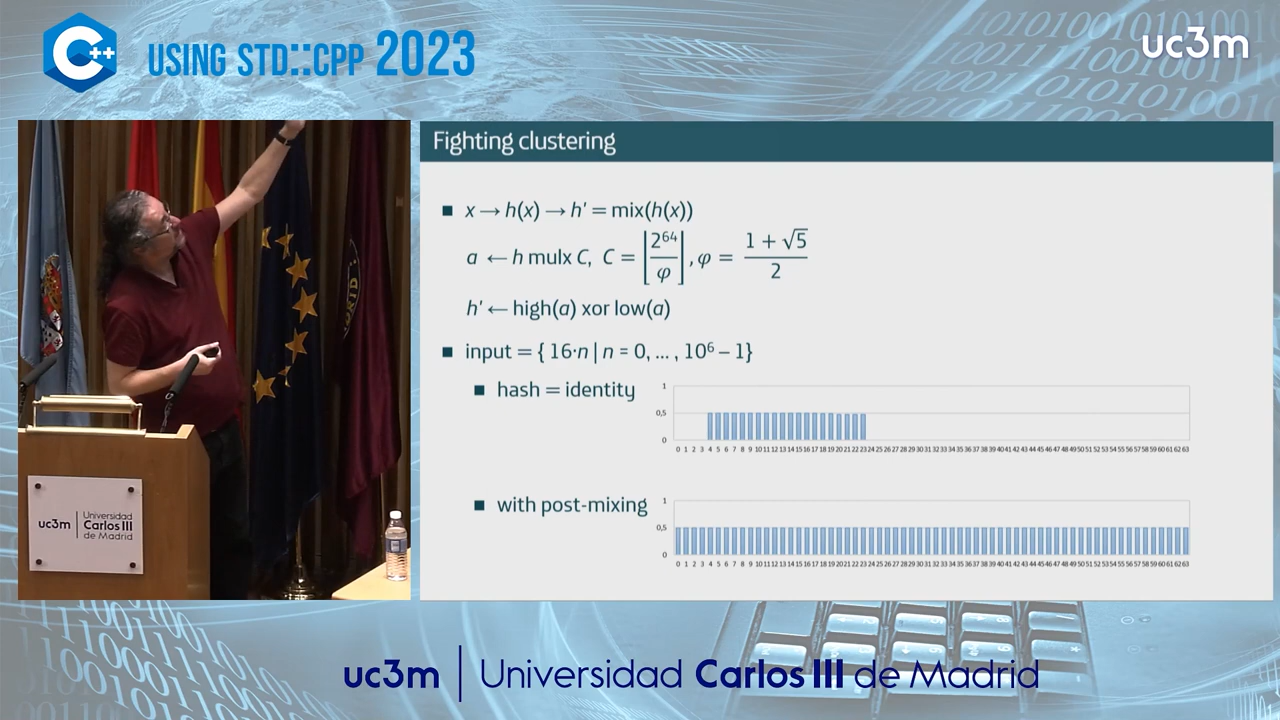 C++
USING STD::CPP 2023
uc3m
Fighting clustering
■ x → h(x) → h' = mix(h(x))
a ← h mulx C, C = ⌊2⁶⁴/φ⌋, φ = (1 + √5)/2
h' ← high(a) xor low(a)
■ input = { 16·n | n = 0, ... , 10⁶ – 1}
■ hash = identity
1
0,5
0
0 1 2 3 4 5 6 7 8 9 10 11 12 13 14 15 16 17 18 19 20 21 22 23 24 25 26 27 28 29 30 31 32 33 34 35 36 37 38 39 40 41 42 43 44 45 46 47 48 49 50 51 52 53 54 55 56 57 58 59 60 61 62 63
■ with post-mixing
1
0,5
0
0 1 2 3 4 5 6 7 8 9 10 11 12 13 14 15 16 17 18 19 20 21 22 23 24 25 26 27 28 29 30 31 32 33 34 35 36 37 38 39 40 41 42 43 44 45 46 47 48 49 50 51 52 53 54 55 56 57 58 59 60 61 62 63
uc3m | Universidad
Carlos III
de Madrid
uc3m | Universidad Carlos III de Madrid